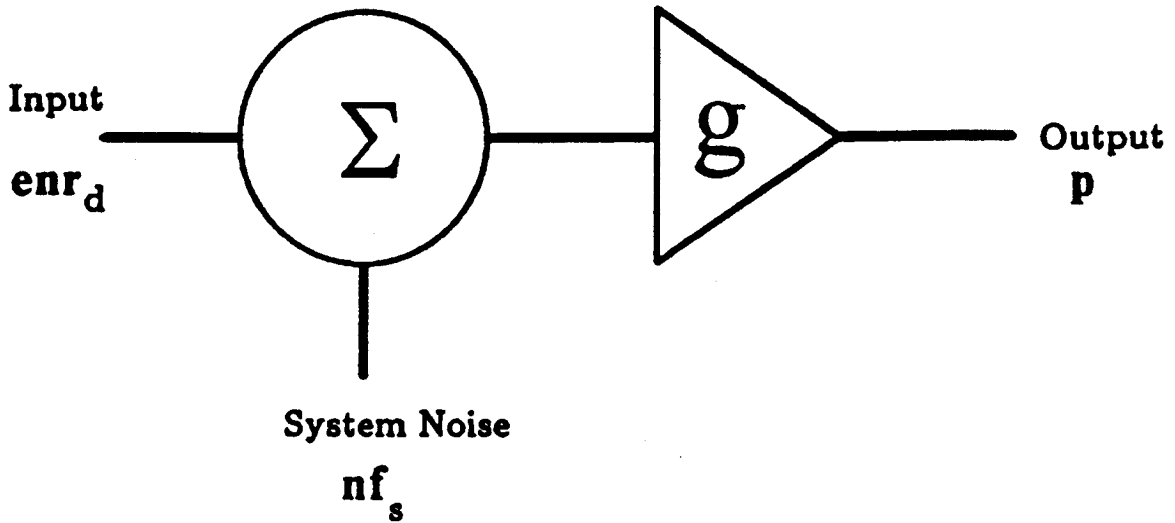 Input
enr_d
Σ
g
Output
p
System Noise
nf_s